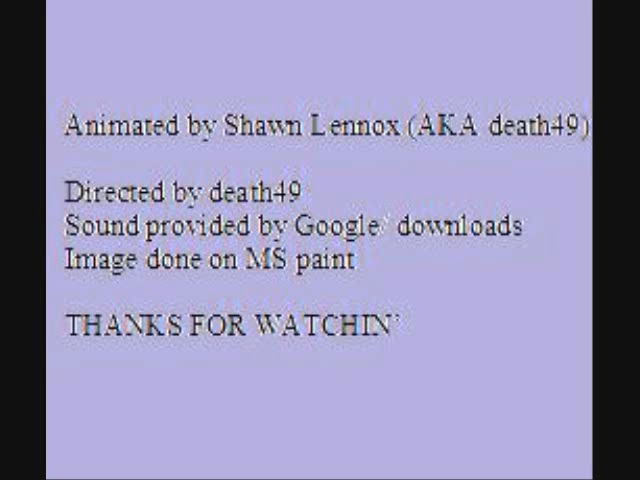 Animated by Shawn Lennox (AKA death49)
Directed by death49
Sound provided by Google/ downloads
Image done on MS paint
THANKS FOR WATCHIN'